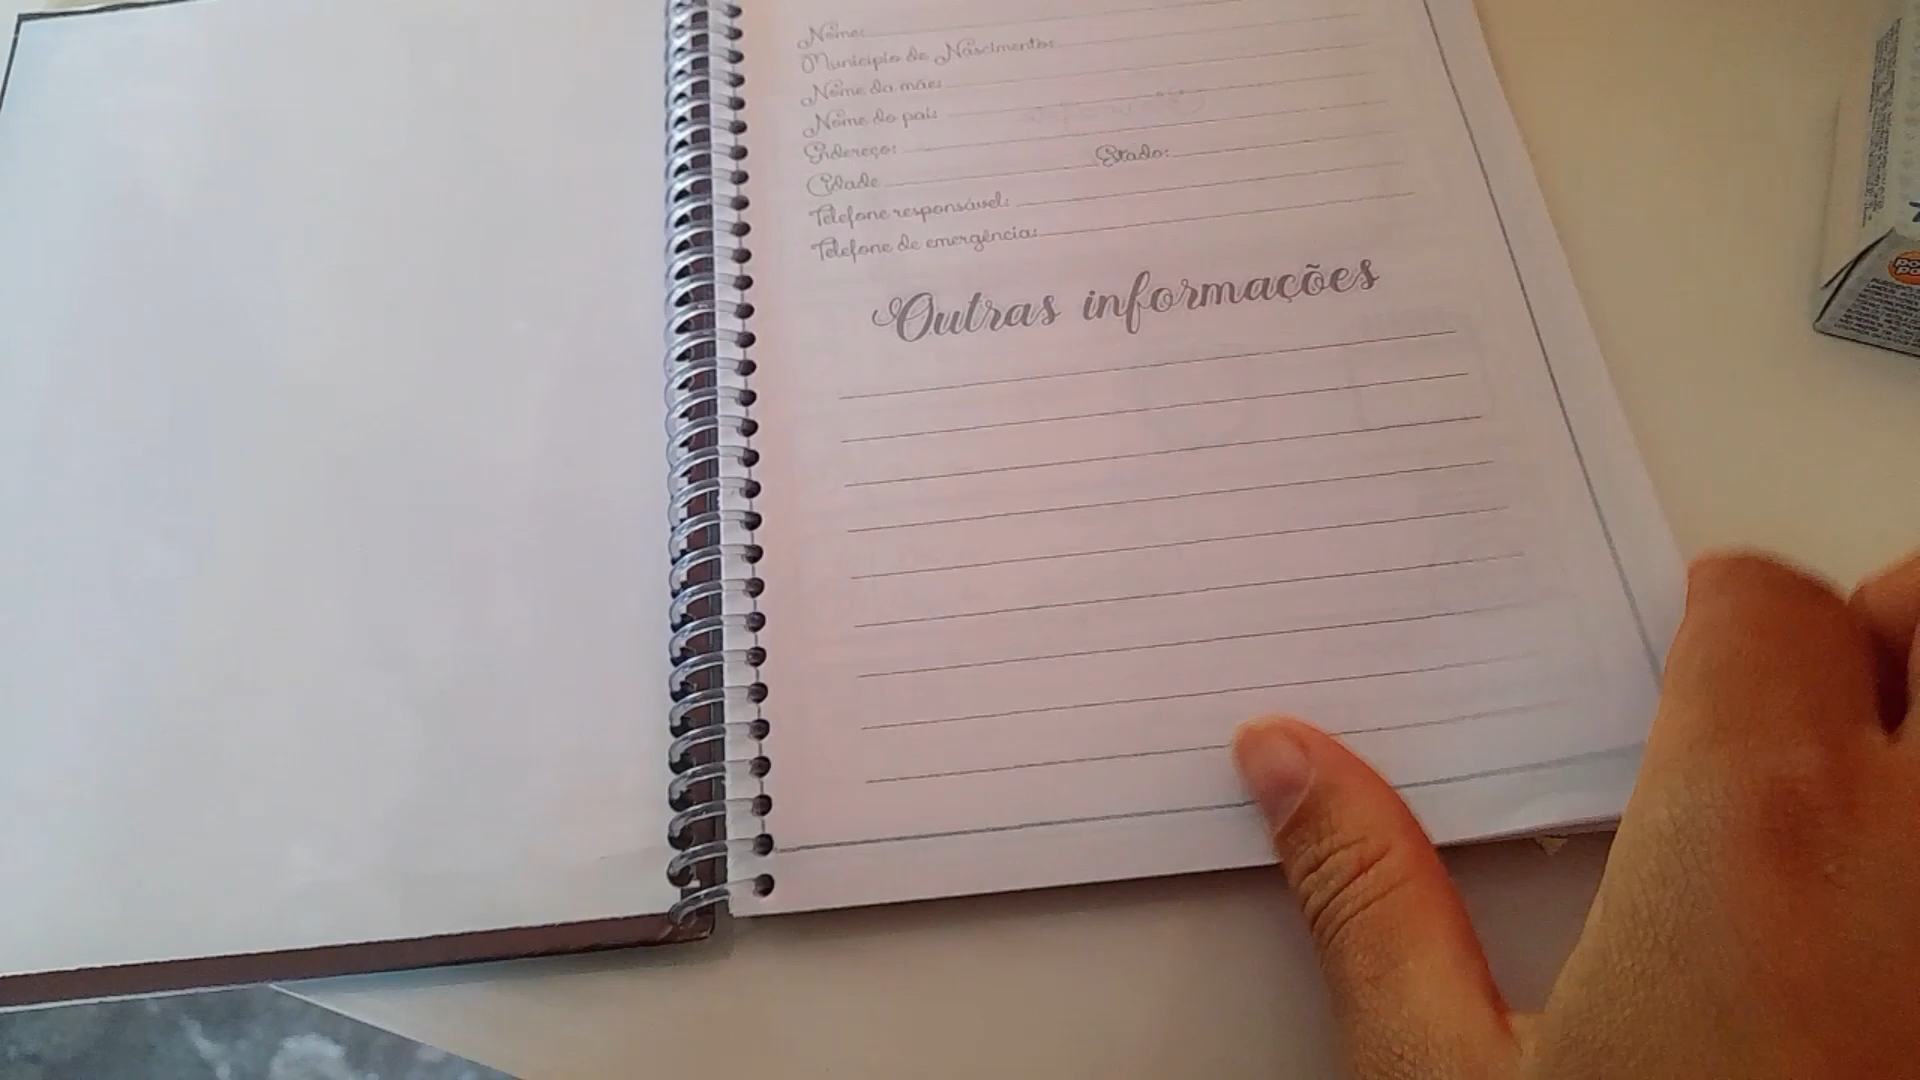 Nome:
Município de Nascimento:
Nome da mãe:
Nome do pai:
Endereço:
Cidade Estado:
Telefone responsável:
Telefone de emergência:
Outras informações